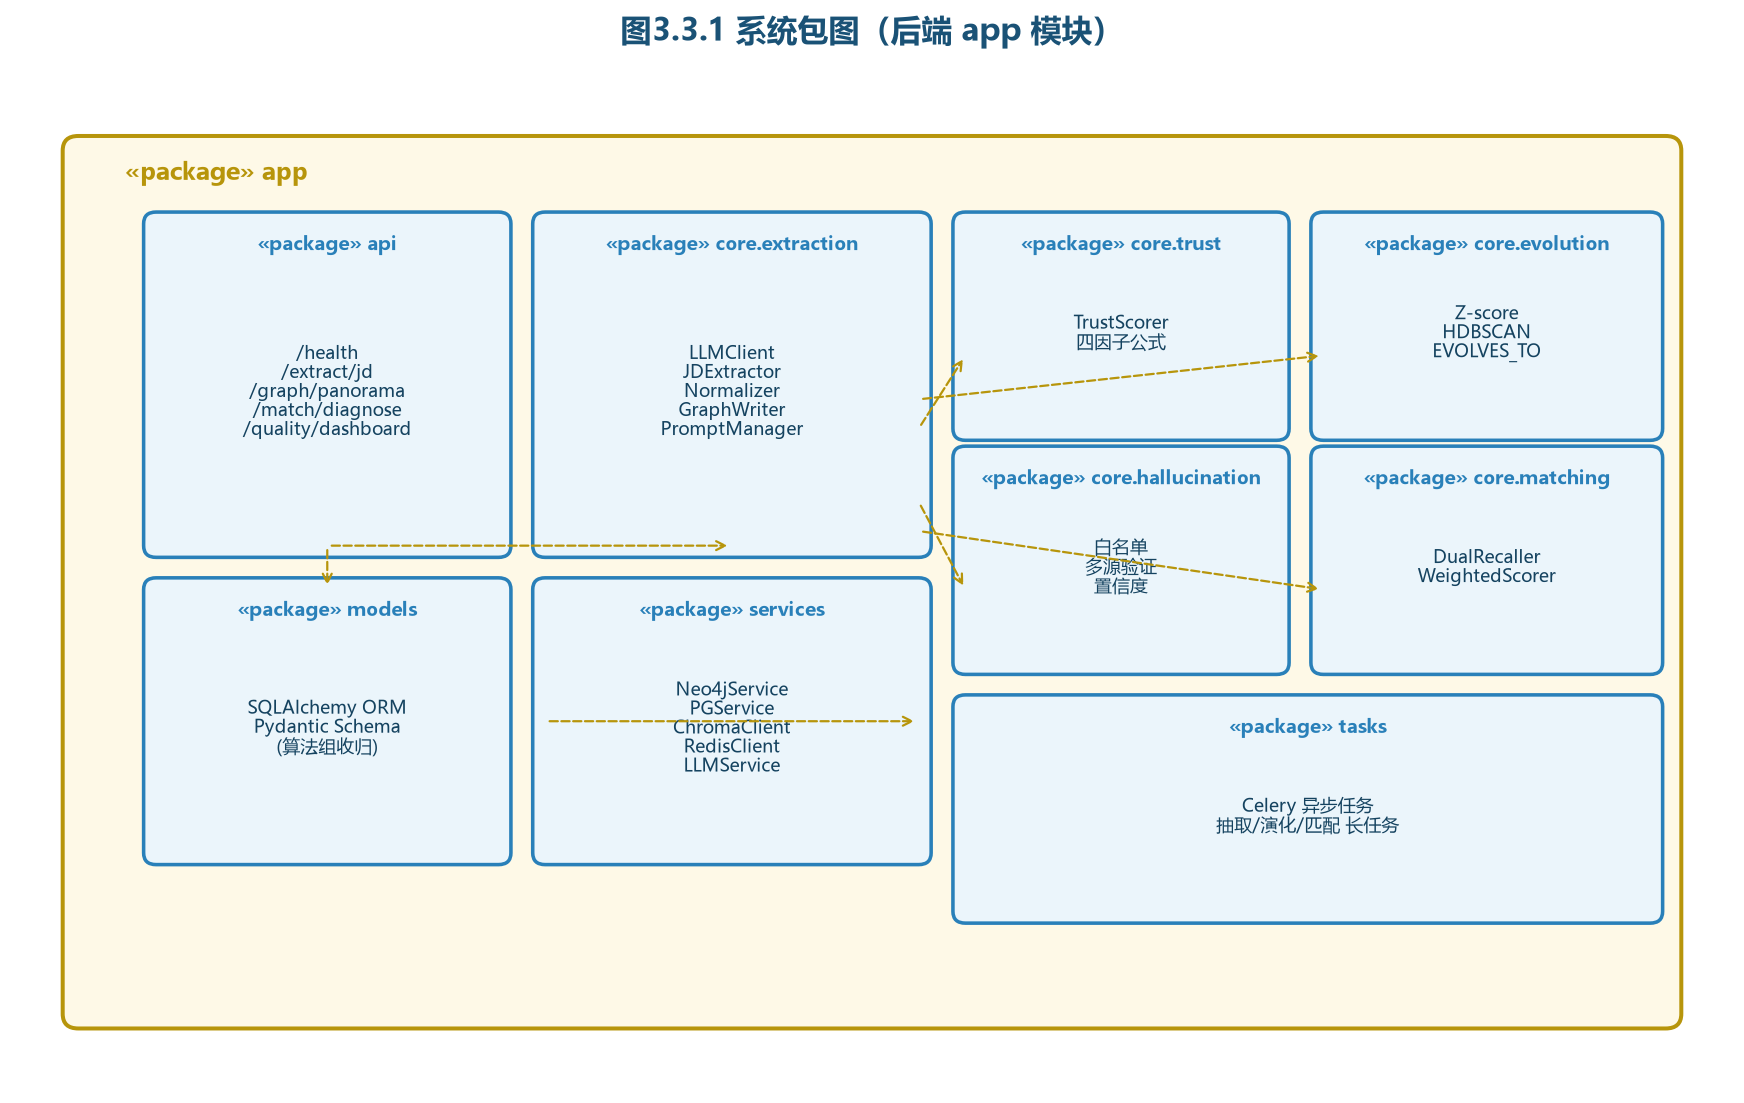 图3.3.1 系统包图（后端 app 模块）
«package» app
«package» api
/health
/extract/jd
/graph/panorama
/match/diagnose
/quality/dashboard
«package» core.extraction
LLMClient
JDExtractor
Normalizer
GraphWriter
PromptManager
«package» core.trust
TrustScorer
四因子公式
«package» core.evolution
Z-score
HDBSCAN
EVOLVES_TO
«package» core.hallucination
白名单
多源验证
置信度
«package» core.matching
DualRecaller
WeightedScorer
«package» models
SQLAlchemy ORM
Pydantic Schema
(算法组收归)
«package» services
Neo4jService
PGService
ChromaClient
RedisClient
LLMService
«package» tasks
Celery 异步任务
抽取/演化/匹配 长任务